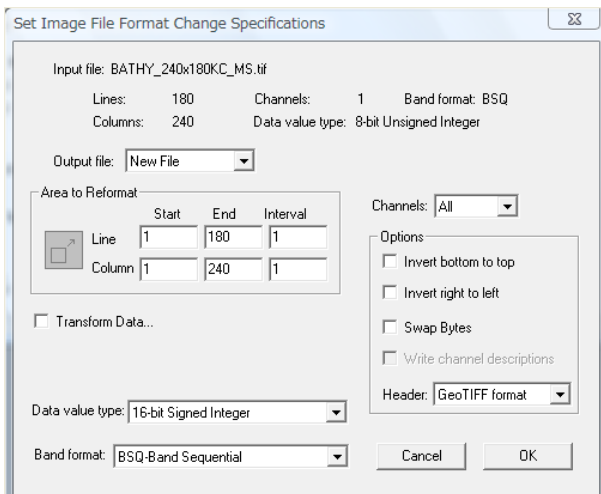 Set Image File Format Change Specifications
Input file: BATHY_240x180KC_MS.tif
Lines: 180 Channels: 1 Band format: BSQ
Columns: 240 Data value type: 8-bit Unsigned Integer
Output file: New File
Area to Reformat
Start End Interval
Line 1 180 1
Column 1 240 1
Transform Data...
Channels: All
Options
Invert bottom to top
Invert right to left
Swap Bytes
Write channel descriptions
Header: GeoTIFF format
Data value type: 16-bit Signed Integer
Band format: BSQ-Band Sequential
Cancel OK